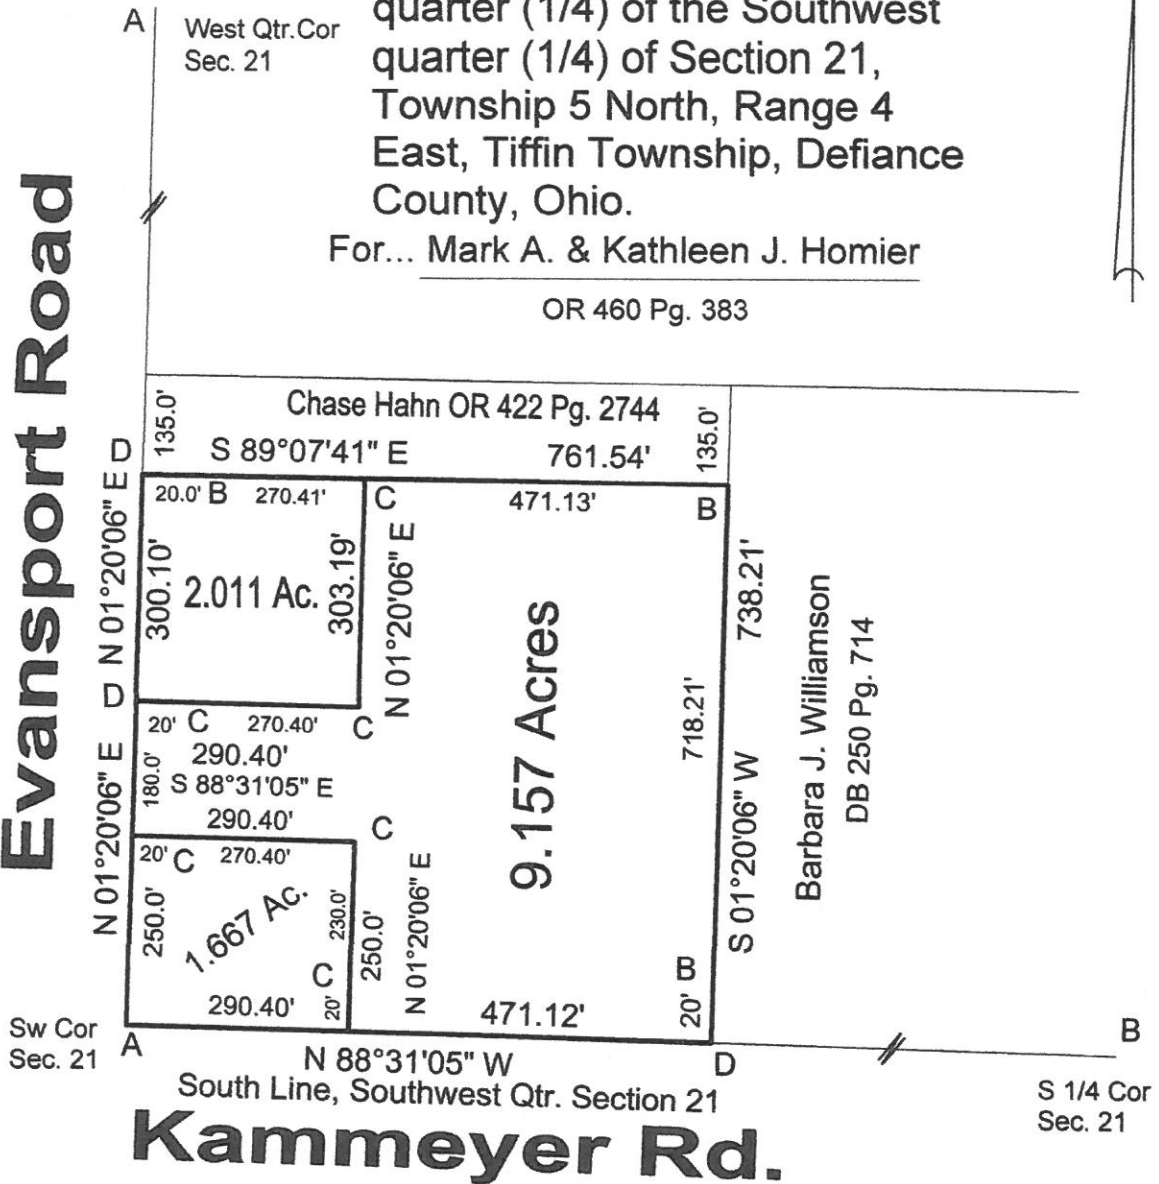 A
West Qtr.Cor
Sec. 21
quarter (1/4) of the Southwest
quarter (1/4) of Section 21,
Township 5 North, Range 4
East, Tiffin Township, Defiance
County, Ohio.
For... Mark A. & Kathleen J. Homier
OR 460 Pg. 383
Evansport Road
135.0'
Chase Hahn OR 422 Pg. 2744
135.0'
D
S 89°07'41" E
761.54'
20.0' B
270.41'
C
471.13'
B
N 01°20'06" E
300.10'
2.011 Ac.
303.19'
N 01°20'06" E
738.21'
D
20' C
270.40'
C
290.40'
180.0'
S 88°31'05" E
290.40'
C
N 01°20'06" E
9.157 Acres
718.21'
S 01°20'06" W
Barbara J. Williamson
DB 250 Pg. 714
20' C
270.40'
250.0'
1.667 Ac.
230.0'
250.0'
N 01°20'06" E
C
20'
290.40'
471.12'
B
20'
Sw Cor
Sec. 21
A
N 88°31'05" W
D
B
South Line, Southwest Qtr. Section 21
S 1/4 Cor
Sec. 21
Kammeyer Rd.